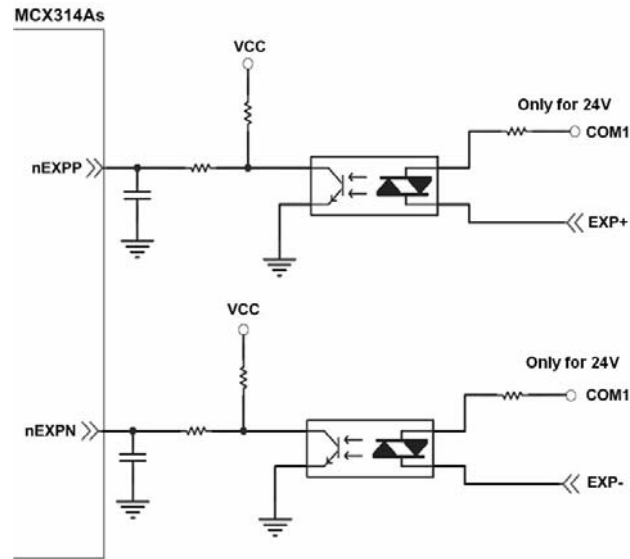 MCX314As
VCC
Only for 24V
COM1
nEXPP
EXP+
VCC
Only for 24V
COM1
nEXPN
EXP-